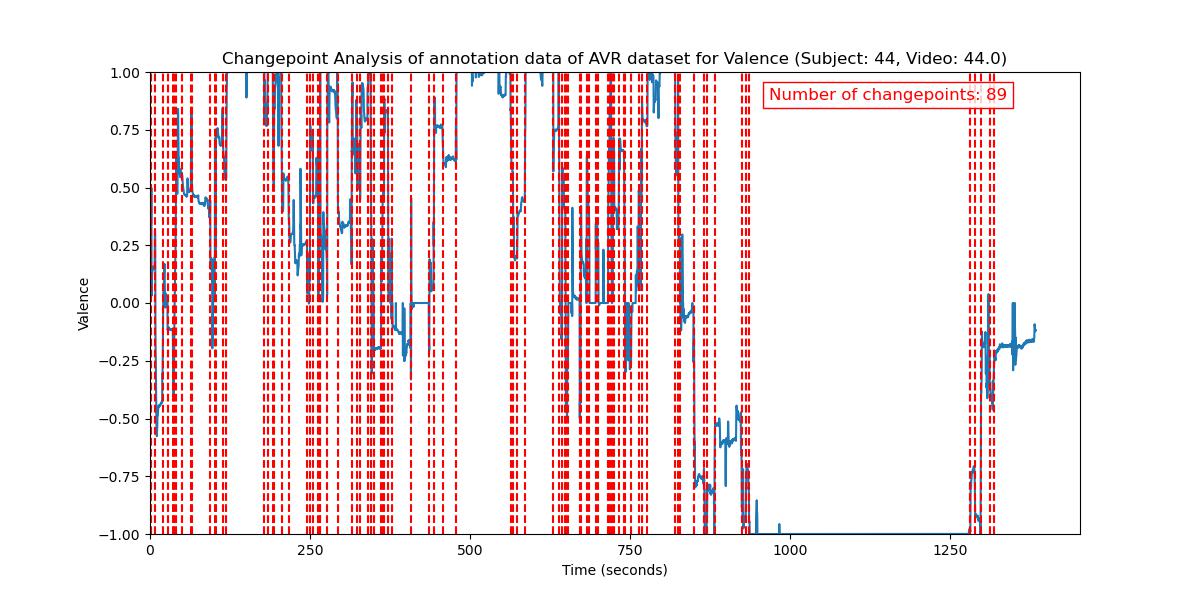 Changepoint Analysis of annotation data of AVR dataset for Valence (Subject: 44, Video: 44.0)
Number of changepoints: 89
Valence
1.00
0.75
0.50
0.25
0.00
−0.25
−0.50
−0.75
−1.00
0 250 500 750 1000 1250
Time (seconds)